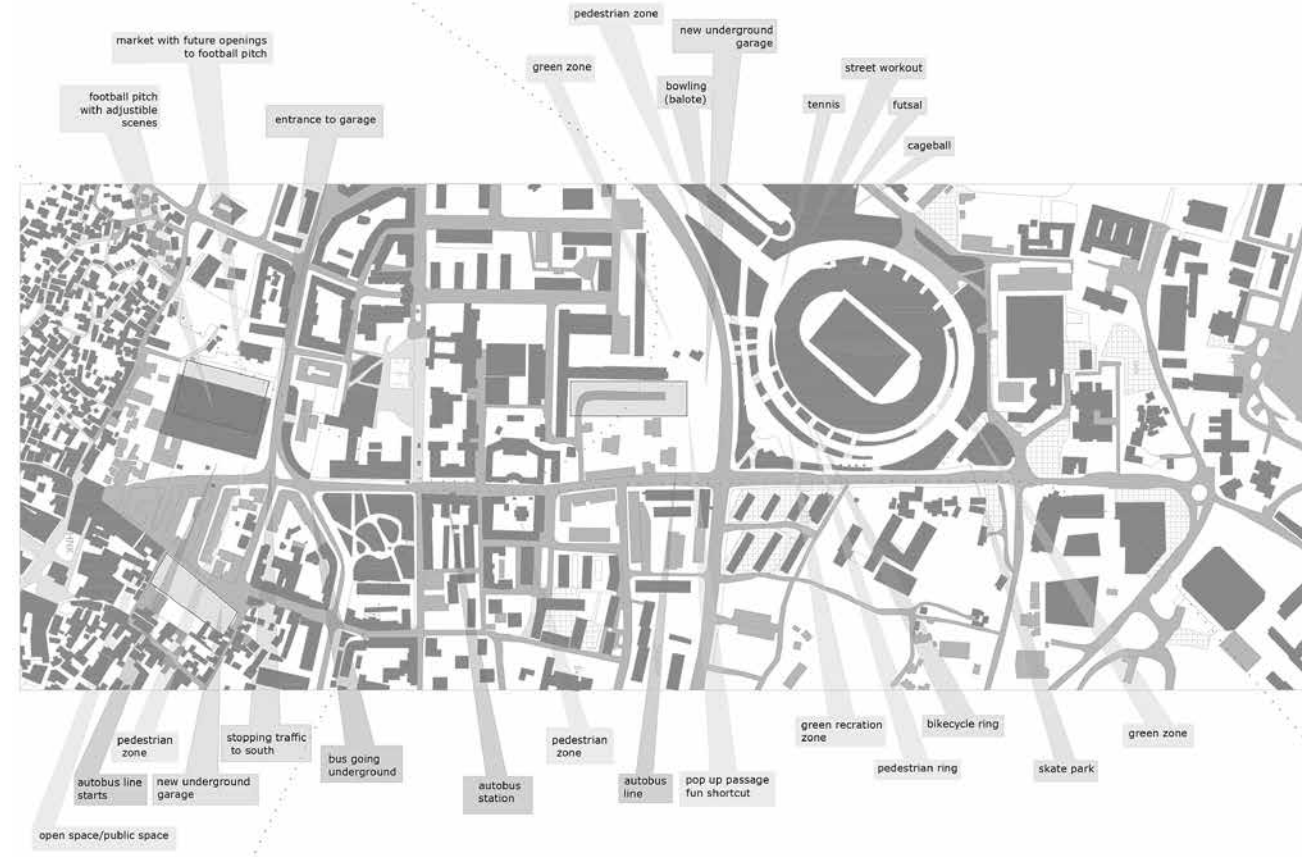 pedestrian zone
new underground
garage
market with future openings
to football pitch
green zone
street workout
bowling
(balote)
football pitch
with adjustible
scenes
tennis
futsal
entrance to garage
cageball
pedestrian
zone
stopping traffic
to south
bus going
underground
pedestrian
zone
green recration
zone
bikecycle ring
green zone
autobus line
starts
new underground
garage
autobus
station
autobus
line
pop up passage
fun shortcut
pedestrian ring
skate park
open space/public space